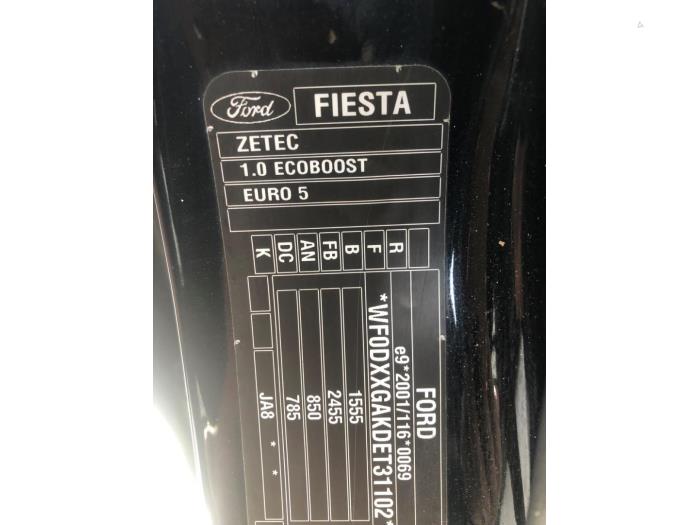 Ford FIESTA
ZETEC
1.0 ECOBOOST
EURO 5
K DC AN FB B F R
FORD
e9*2001/116*0069
*WF0DXXGAKDET31102*
1555
2455
850
785
JA8 * *